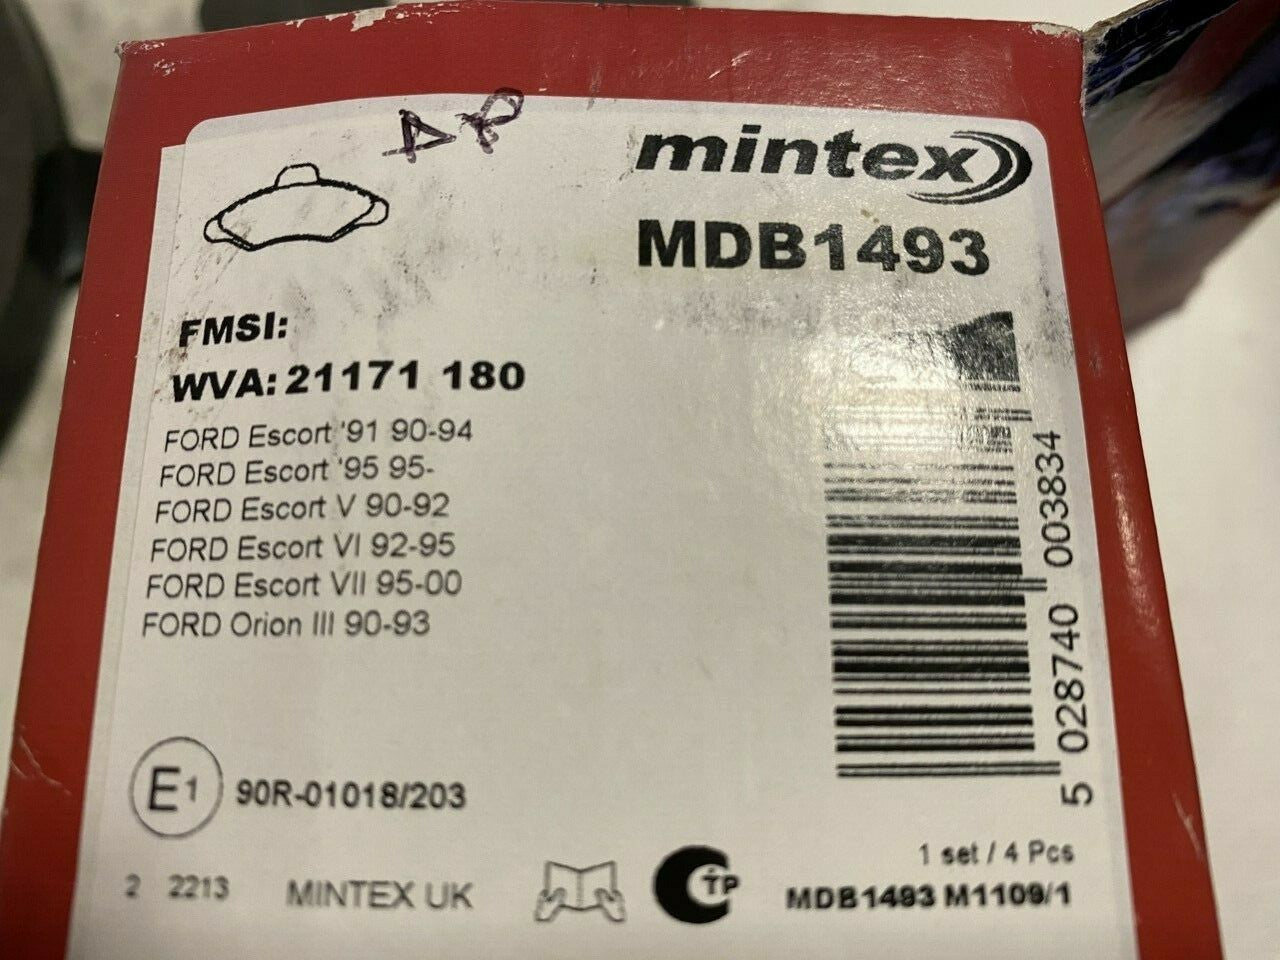 AP
mintex
MDB1493
FMSI:
WVA: 21171 180
FORD Escort '91 90-94
FORD Escort '95 95-
FORD Escort V 90-92
FORD Escort VI 92-95
FORD Escort VII 95-00
FORD Orion III 90-93
5 028740 003834
E1 90R-01018/203
1 set / 4 Pcs
2 2213 MINTEX UK
CTP
MDB1493 M1109/1